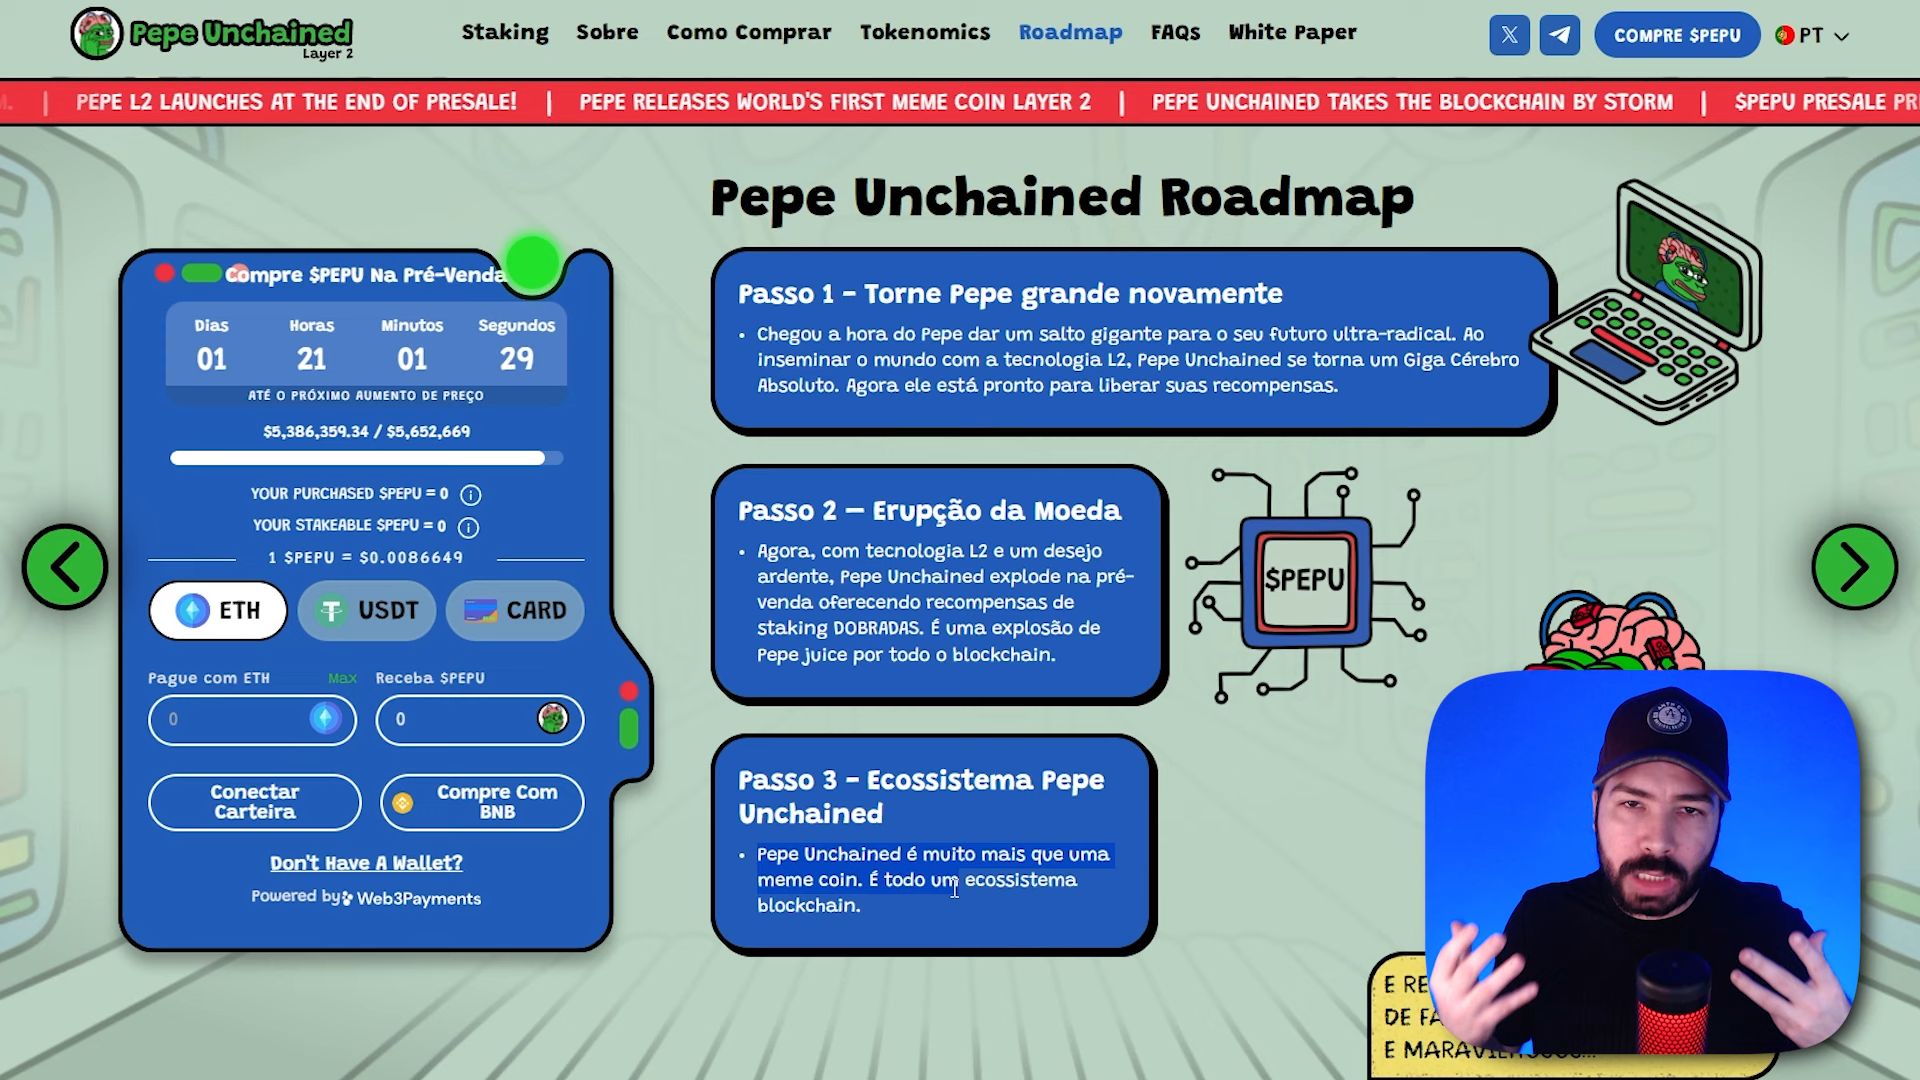 Pepe Unchained
Layer 2
Staking
Sobre
Como Comprar
Tokenomics
Roadmap
FAQs
White Paper
COMPRE $PEPU
PT
PEPE L2 LAUNCHES AT THE END OF PRESALE! | PEPE RELEASES WORLD'S FIRST MEME COIN LAYER 2 | PEPE UNCHAINED TAKES THE BLOCKCHAIN BY STORM | $PEPU PRESALE
Pepe Unchained Roadmap
Compre $PEPU Na Pré-Venda
Dias Horas Minutos Segundos
01 21 01 29
ATÉ O PRÓXIMO AUMENTO DE PREÇO
$5,386,359.34 / $5,652,669
YOUR PURCHASED $PEPU = 0
YOUR STAKEABLE $PEPU = 0
1 $PEPU = $0.0086649
ETH USDT CARD
Pague com ETH Max Receba $PEPU
0 0
Conectar
Carteira
Compre Com
BNB
Don't Have A Wallet?
Powered by Web3Payments
Passo 1 - Torne Pepe grande novamente
• Chegou a hora do Pepe dar um salto gigante para o seu futuro ultra-radical. Ao
inseminar o mundo com a tecnologia L2, Pepe Unchained se torna um Giga Cérebro
Absoluto. Agora ele está pronto para liberar suas recompensas.
Passo 2 – Erupção da Moeda
• Agora, com tecnologia L2 e um desejo
ardente, Pepe Unchained explode na pré-
venda oferecendo recompensas de
staking DOBRADAS. É uma explosão de
Pepe juice por todo o blockchain.
$PEPU
Passo 3 - Ecossistema Pepe
Unchained
• Pepe Unchained é muito mais que uma
meme coin. É todo um ecossistema
blockchain.
E
DE
E